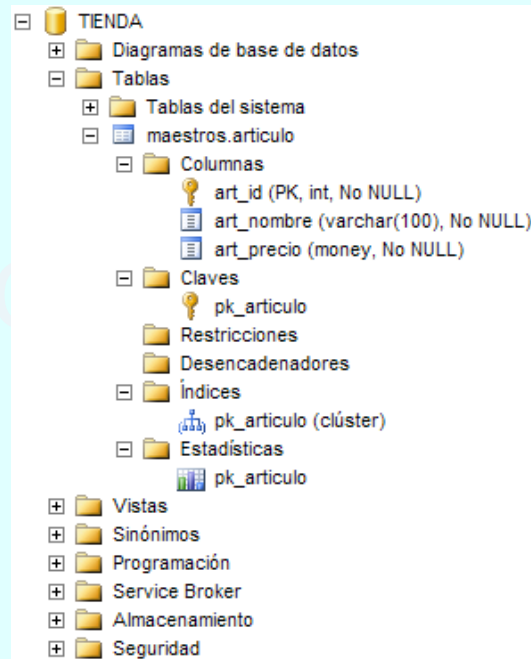 TIENDA
Diagramas de base de datos
Tablas
Tablas del sistema
maestros.articulo
Columnas
art_id (PK, int, No NULL)
art_nombre (varchar(100), No NULL)
art_precio (money, No NULL)
Claves
pk_articulo
Restricciones
Desencadenadores
Índices
pk_articulo (clúster)
Estadísticas
pk_articulo
Vistas
Sinónimos
Programación
Service Broker
Almacenamiento
Seguridad